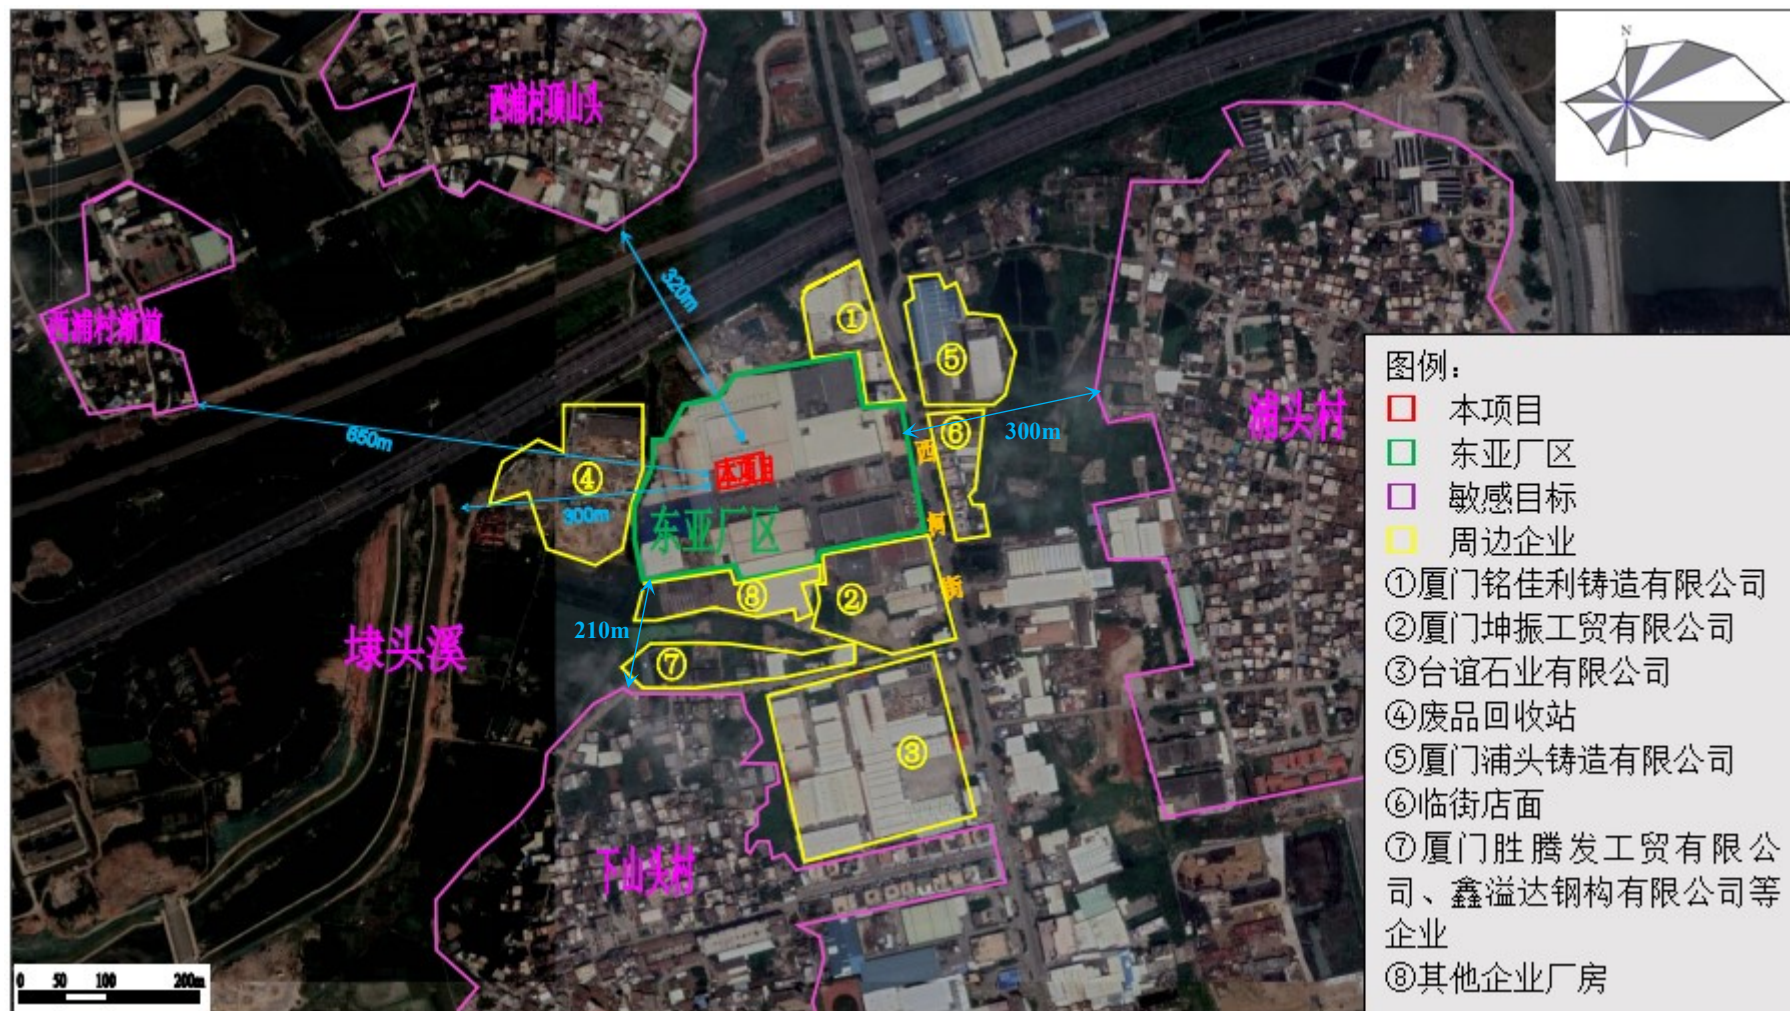 N
西浦村顶山头
西浦村浙前
320m
①
⑤
650m
⑥
300m
浦头村
④
本项目
300m
东亚厂区
西
河
街
⑧
②
210m
埭头溪
⑦
③
下山头村
0 50 100 200m
图例：
本项目
东亚厂区
敏感目标
周边企业
①厦门铭佳利铸造有限公司
②厦门坤振工贸有限公司
③台谊石业有限公司
④废品回收站
⑤厦门浦头铸造有限公司
⑥临街店面
⑦厦门胜腾发工贸有限公
司、鑫溢达钢构有限公司等
企业
⑧其他企业厂房